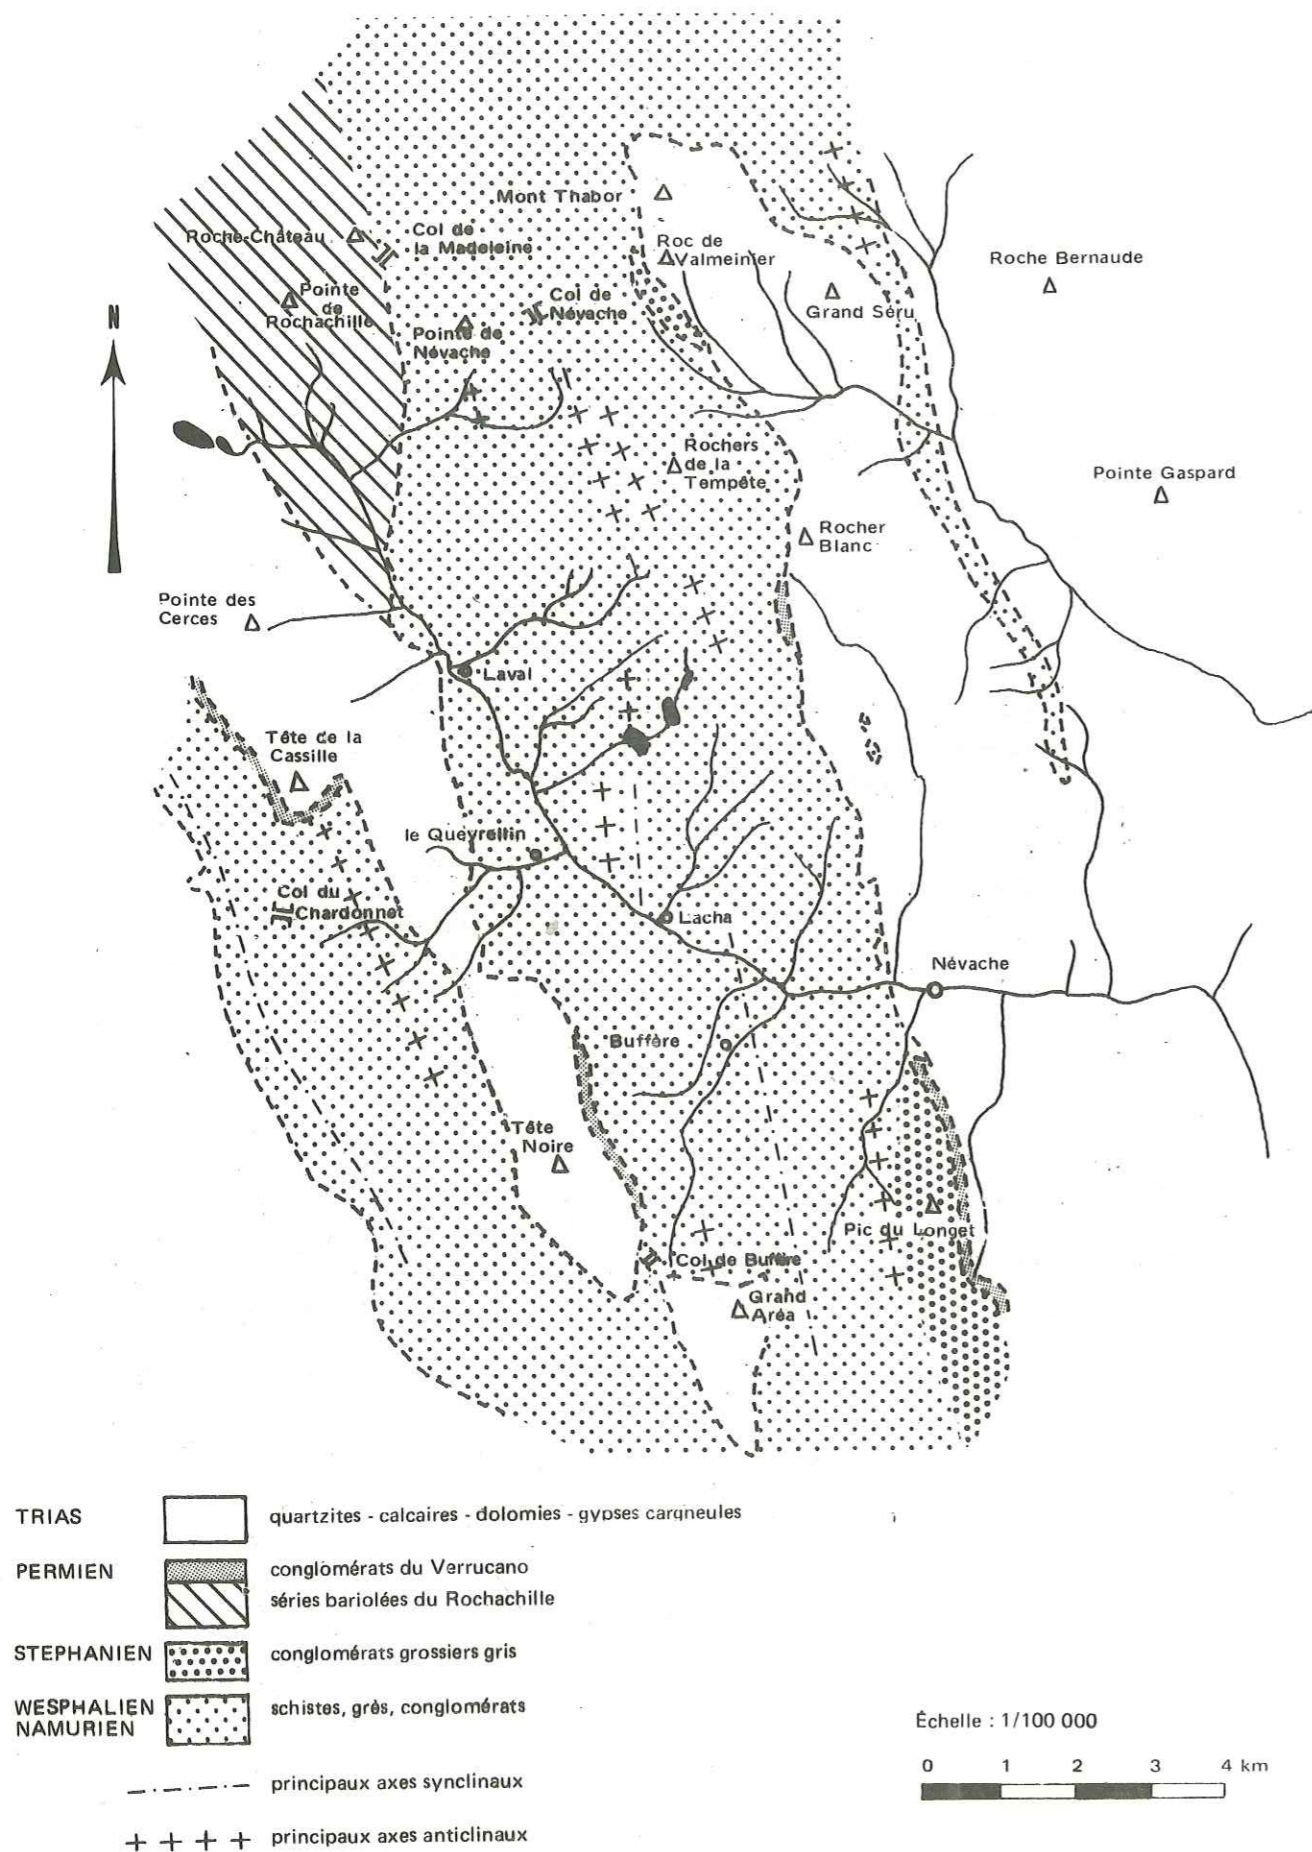 Mont Thabor
Roche-Château
Col de
la Madeleine
Roc de
Valmeinier
Roche Bernaude
Pointe
de
Rochachille
Col de
Névache
Grand Séru
N
Pointe de
Névache
Rochers
de la
Tempête
Pointe Gaspard
Rocher
Blanc
Pointe des
Cerces
Laval
Tête de la
Cassille
le Queyrellin
Col du
Chardonnet
Lacha
Névache
Buffère
Tête
Noire
Pic du Longet
Col de Buffère
Grand
Aréa
TRIAS
quartzites - calcaires - dolomies - gypses cargneules
PERMIEN
conglomérats du Verrucano
séries bariolées du Rochachille
STEPHANIEN
conglomérats grossiers gris
WESPHALIEN
NAMURIEN
schistes, grès, conglomérats
principaux axes synclinaux
principaux axes anticlinaux
Échelle : 1/100 000
0 1 2 3 4 km